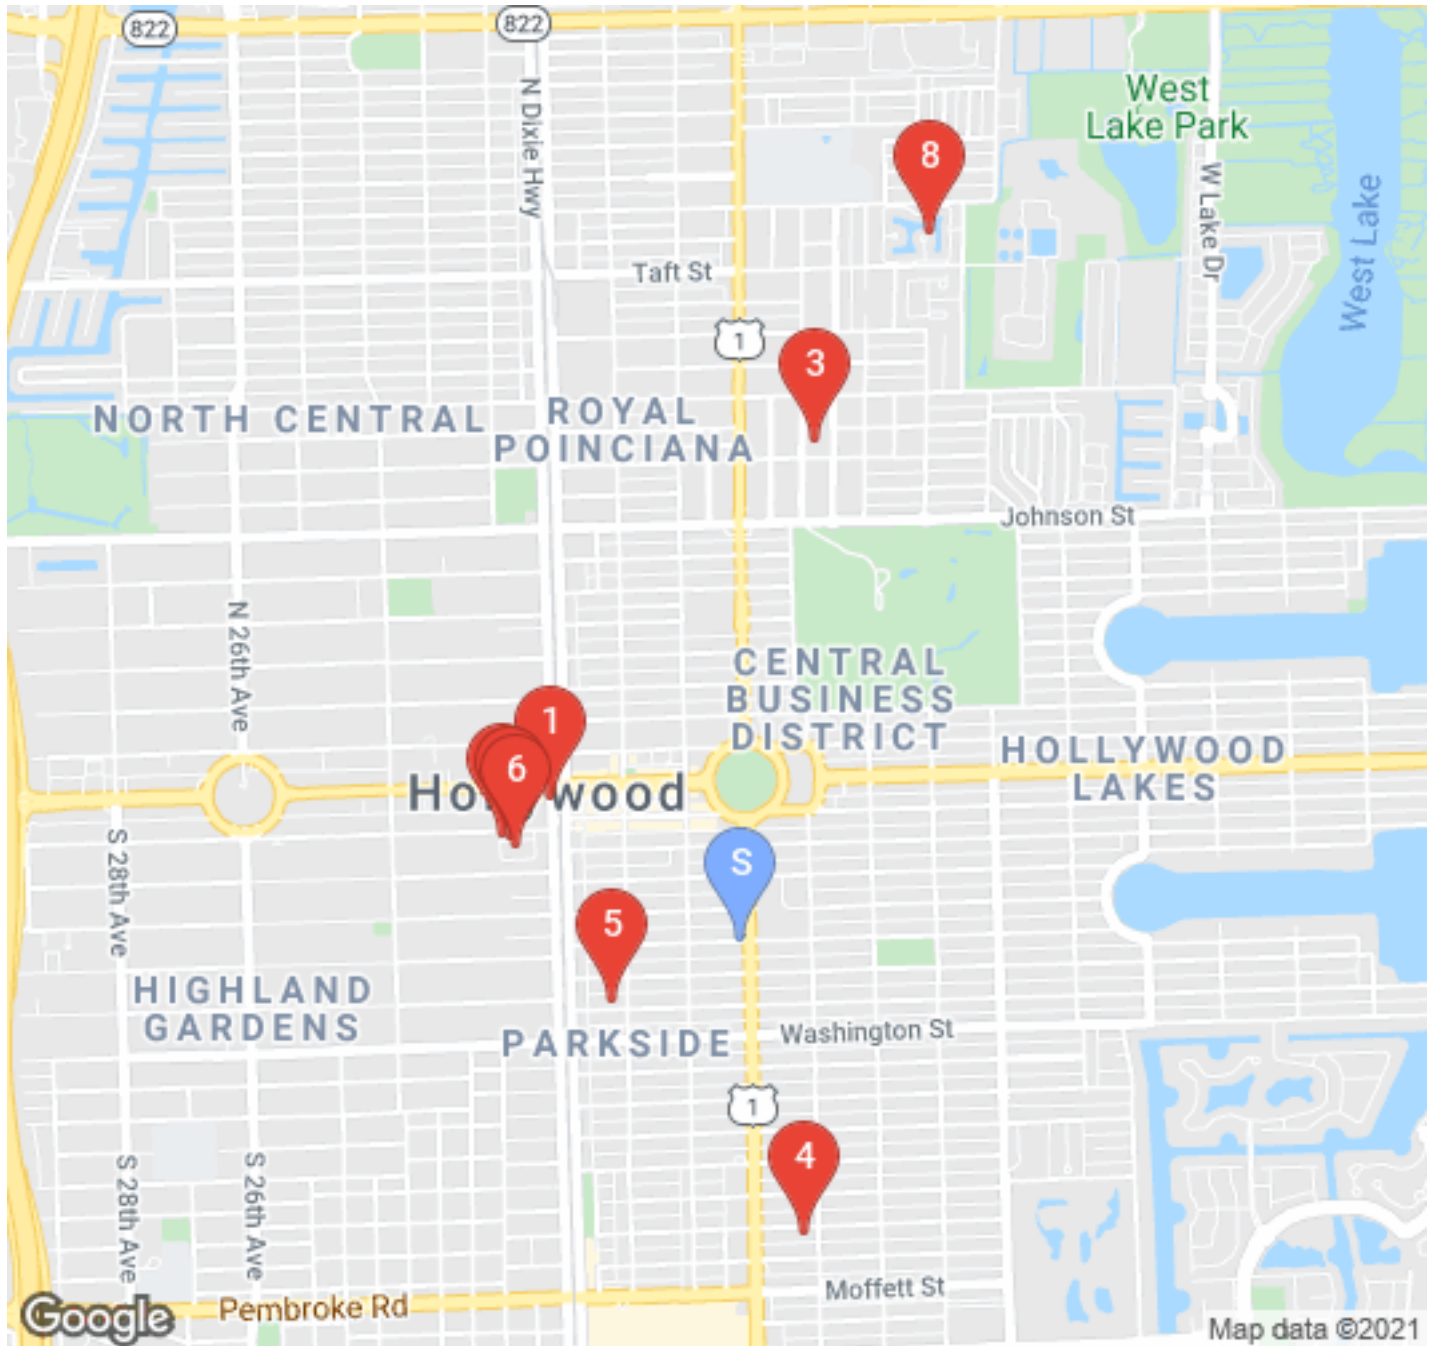 822
822
N Dixie Hwy
West
Lake Park
8
W Lake Dr
West Lake
Taft St
1
3
NORTH CENTRAL
ROYAL
POINCIANA
Johnson St
N 26th Ave
CENTRAL
BUSINESS
DISTRICT
1
6
HOLLYWOOD
LAKES
S 28th Ave
S
5
HIGHLAND
GARDENS
PARKSIDE
Washington St
1
4
S 28th Ave
S 26th Ave
Moffett St
Pembroke Rd
Google
Map data ©2021